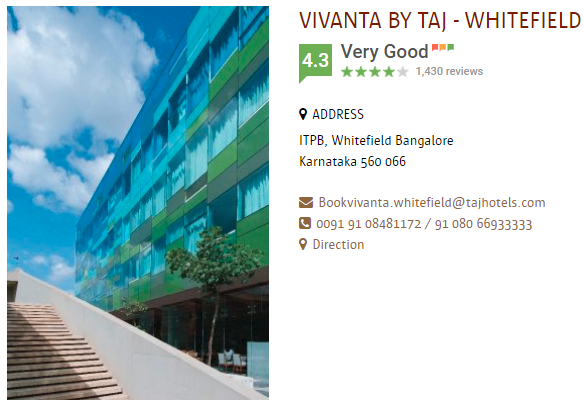 VIVANTA BY TAJ - WHITEFIELD
4.3 Very Good
1,430 reviews
ADDRESS
ITPB, Whitefield Bangalore
Karnataka 560 066
Bookvivanta.whitefield@tajhotels.com
0091 91 08481172 / 91 080 66933333
Direction